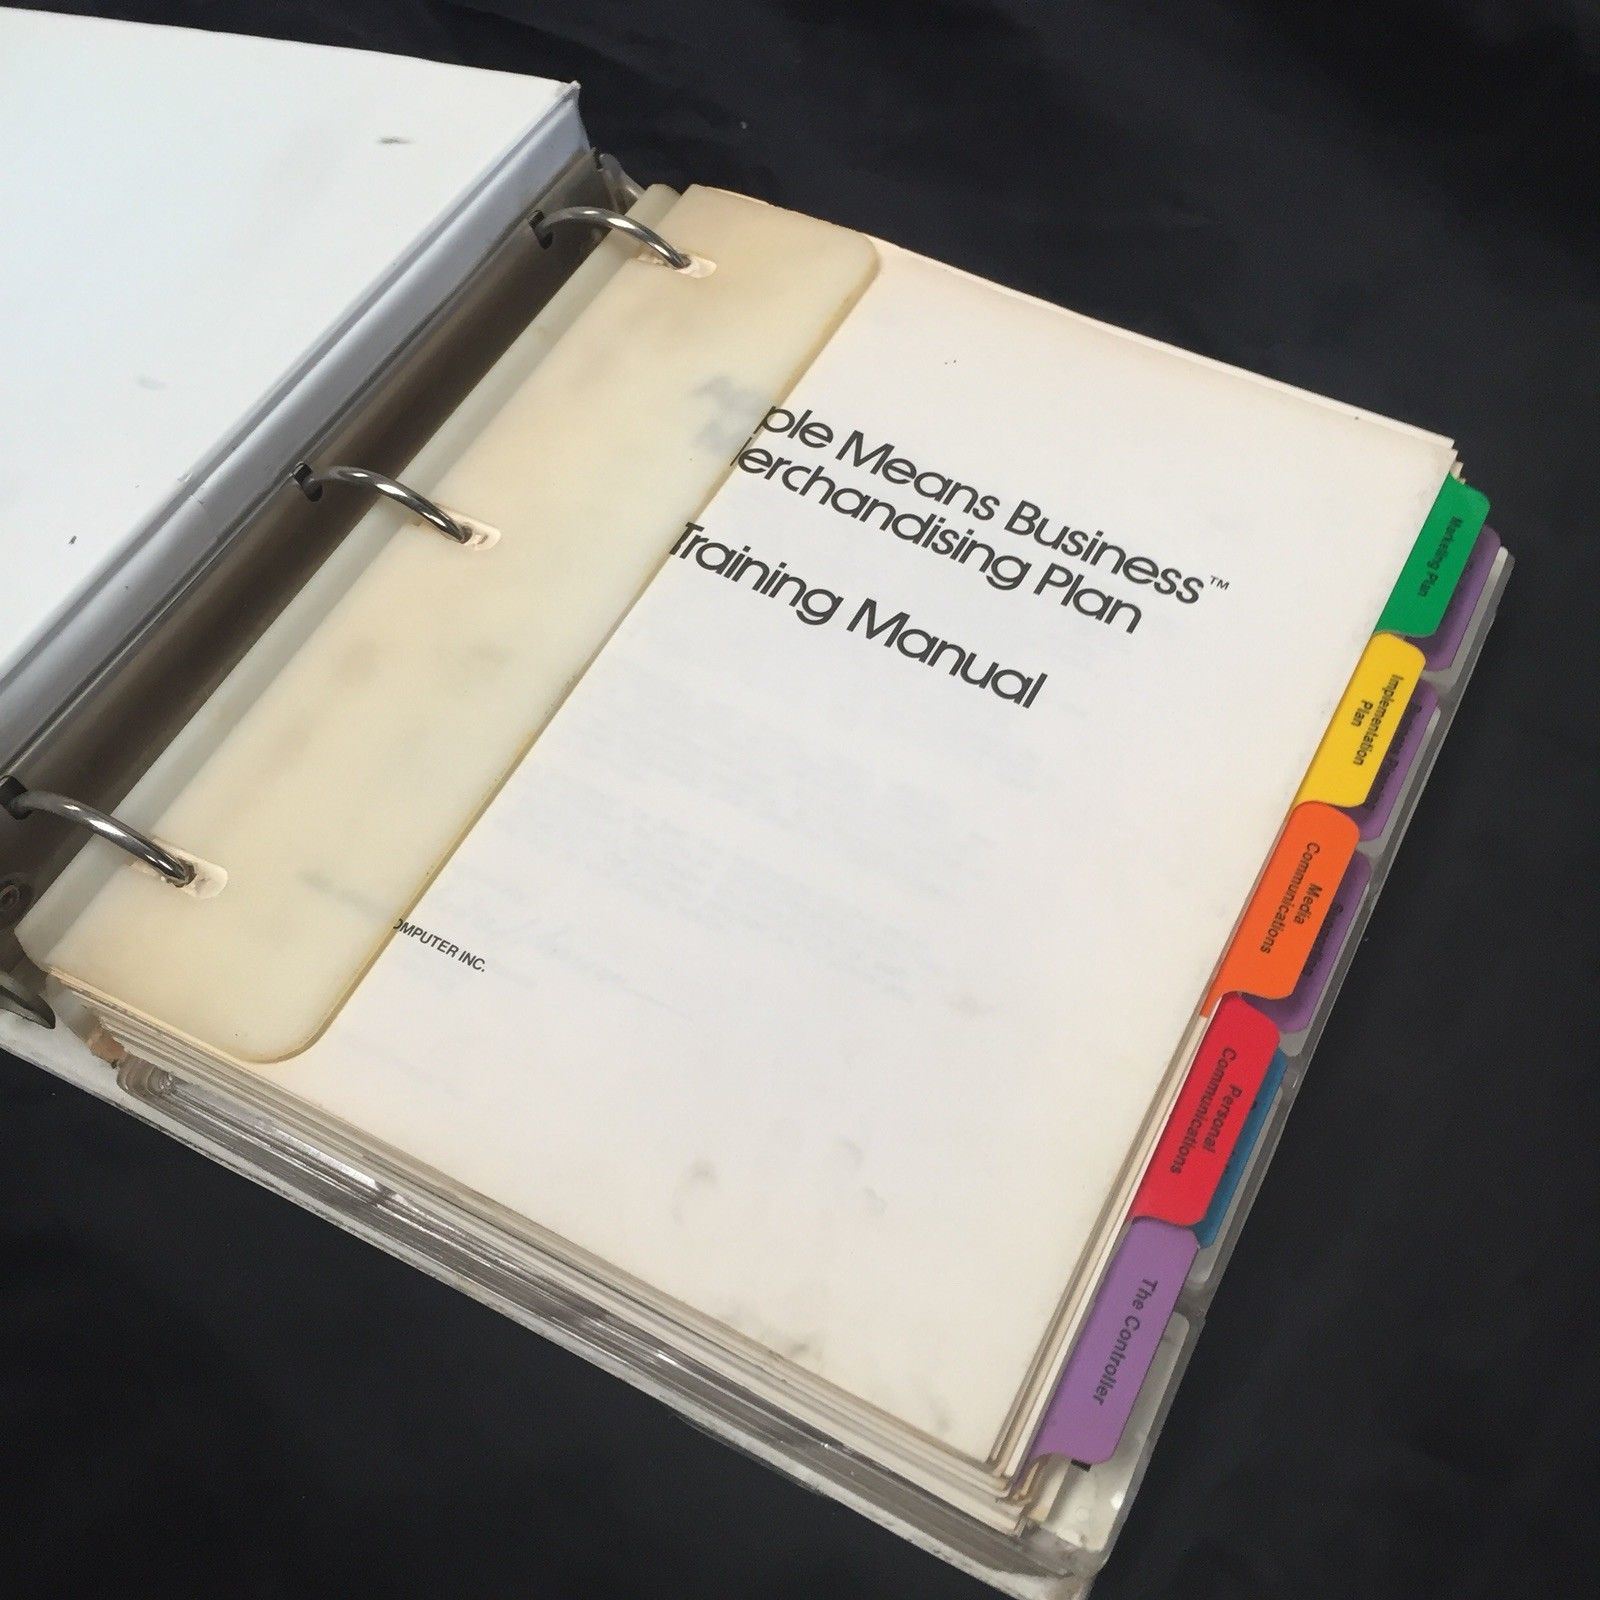 ple Means Business™
erchandising Plan
Training Manual
OMPUTER INC.
Marketing Plan
Implementation
Plan
Media
Communications
Personal
Communications
The Controller